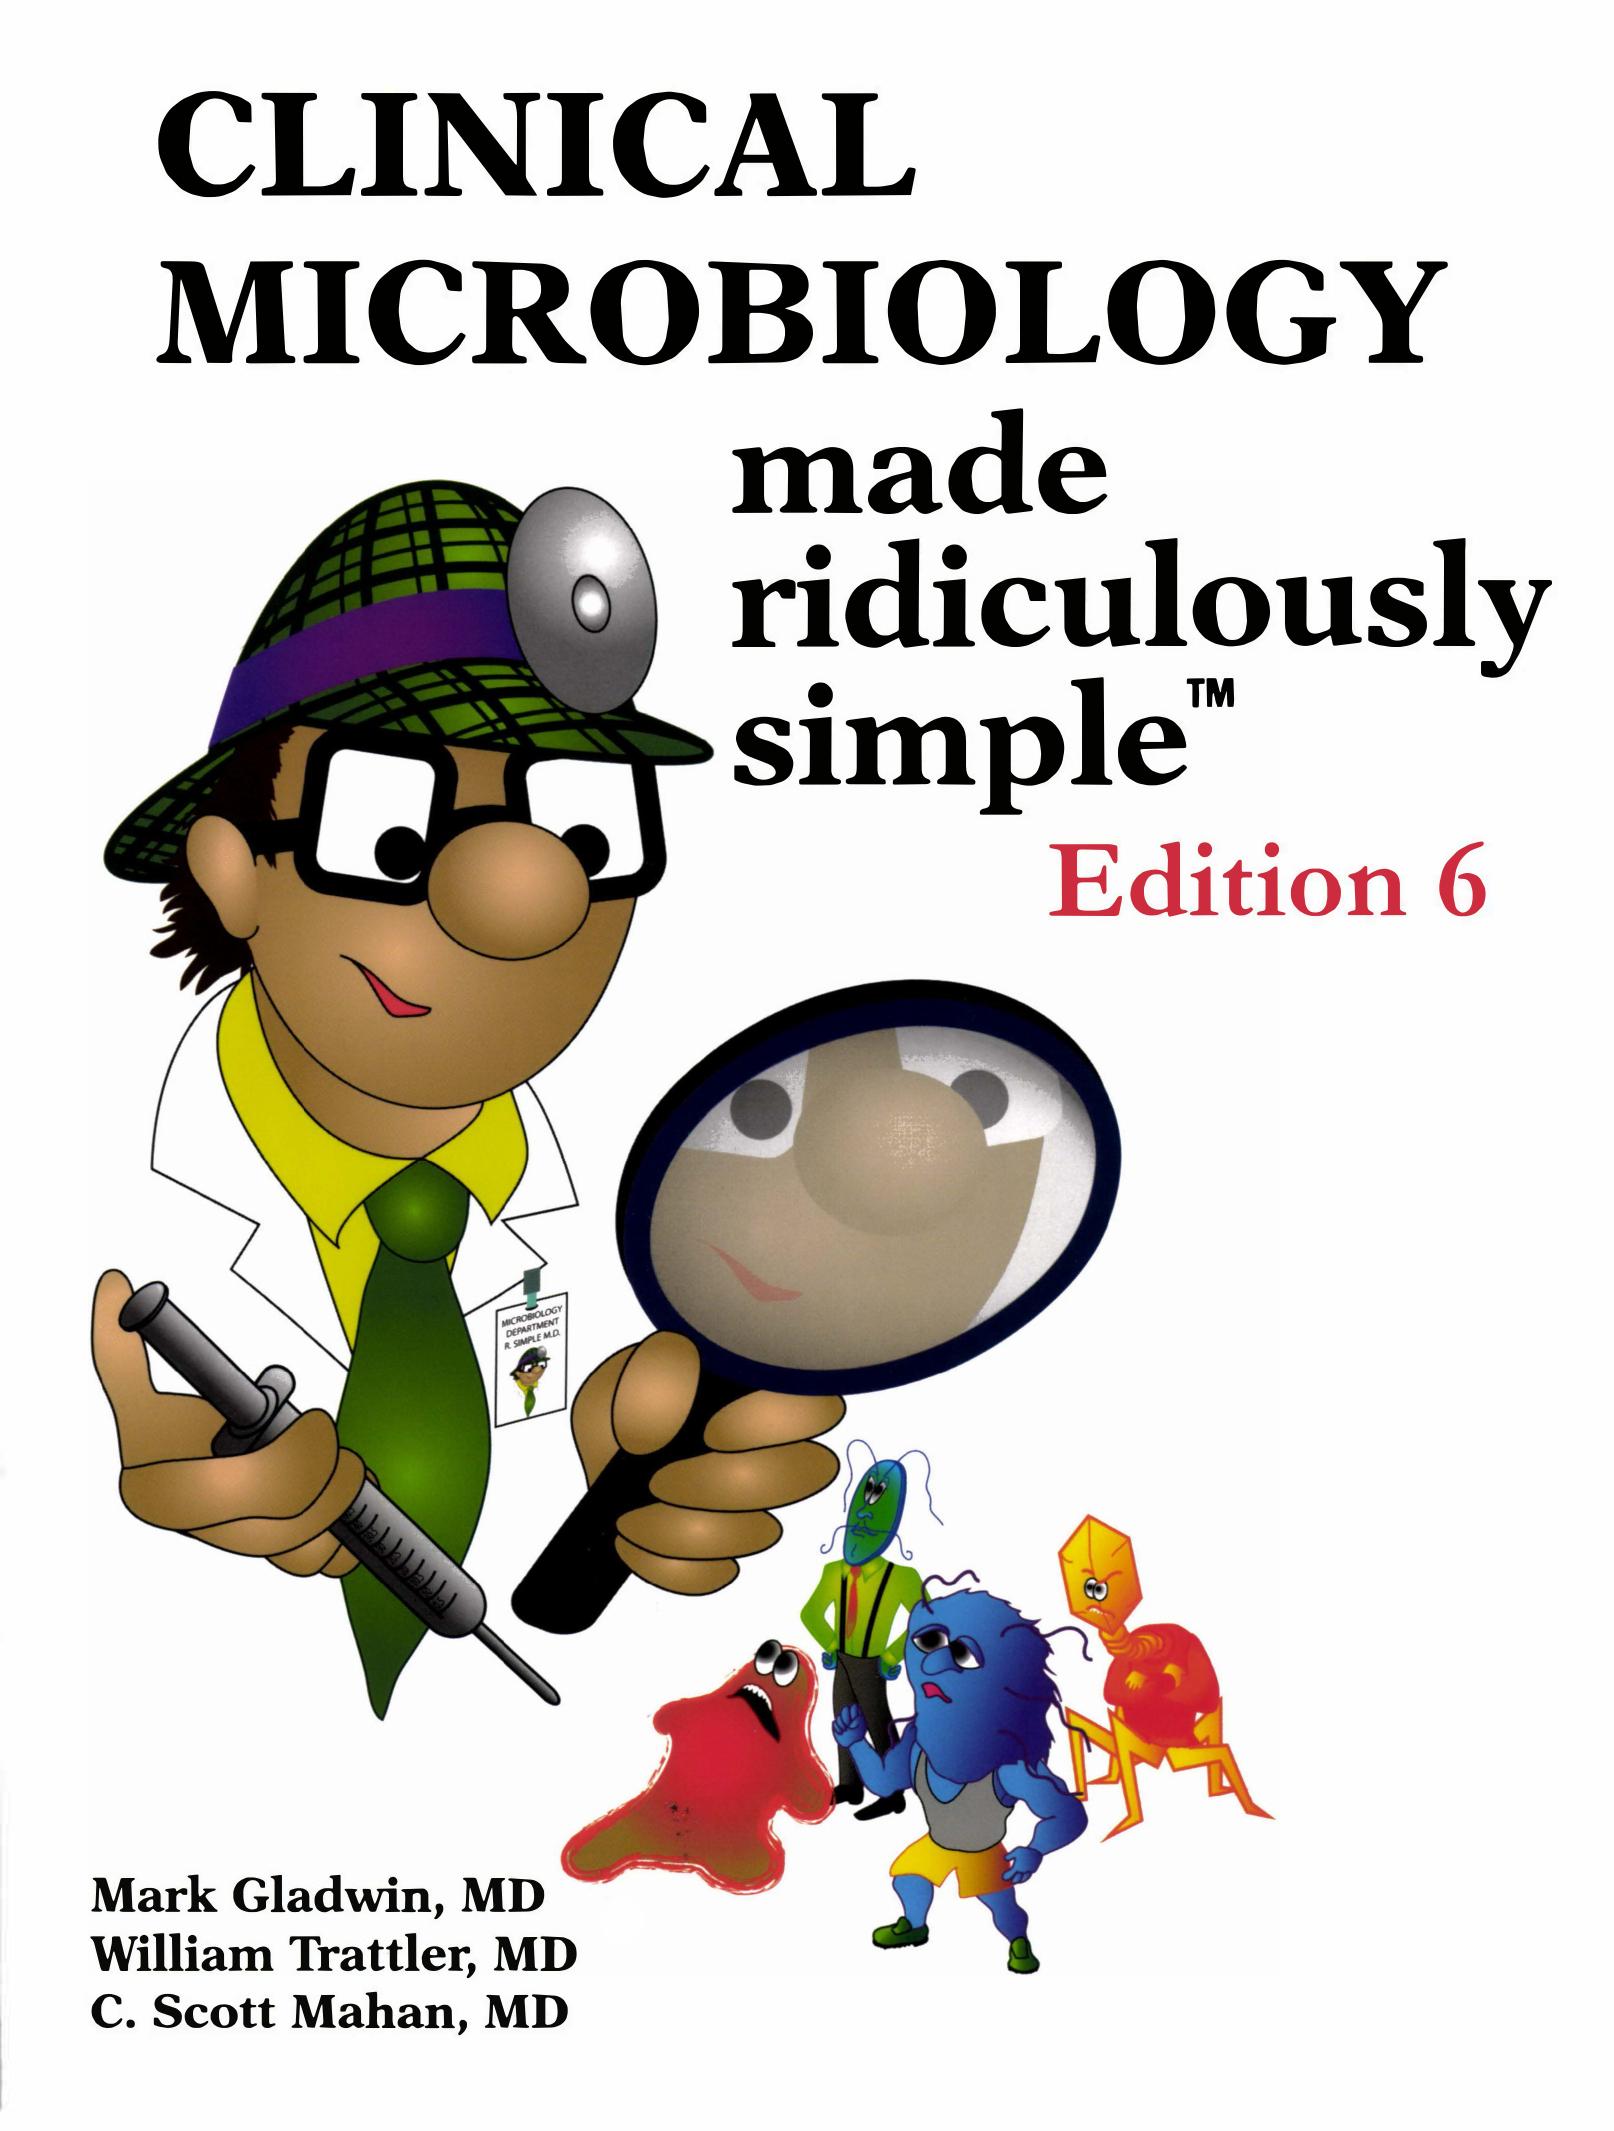 CLINICAL
MICROBIOLOGY
made
ridiculously
simple™
Edition 6
MICROBIOLOGY
DEPARTMENT
R. SIMPLE M.D.
Mark Gladwin, MD
William Trattler, MD
C. Scott Mahan, MD